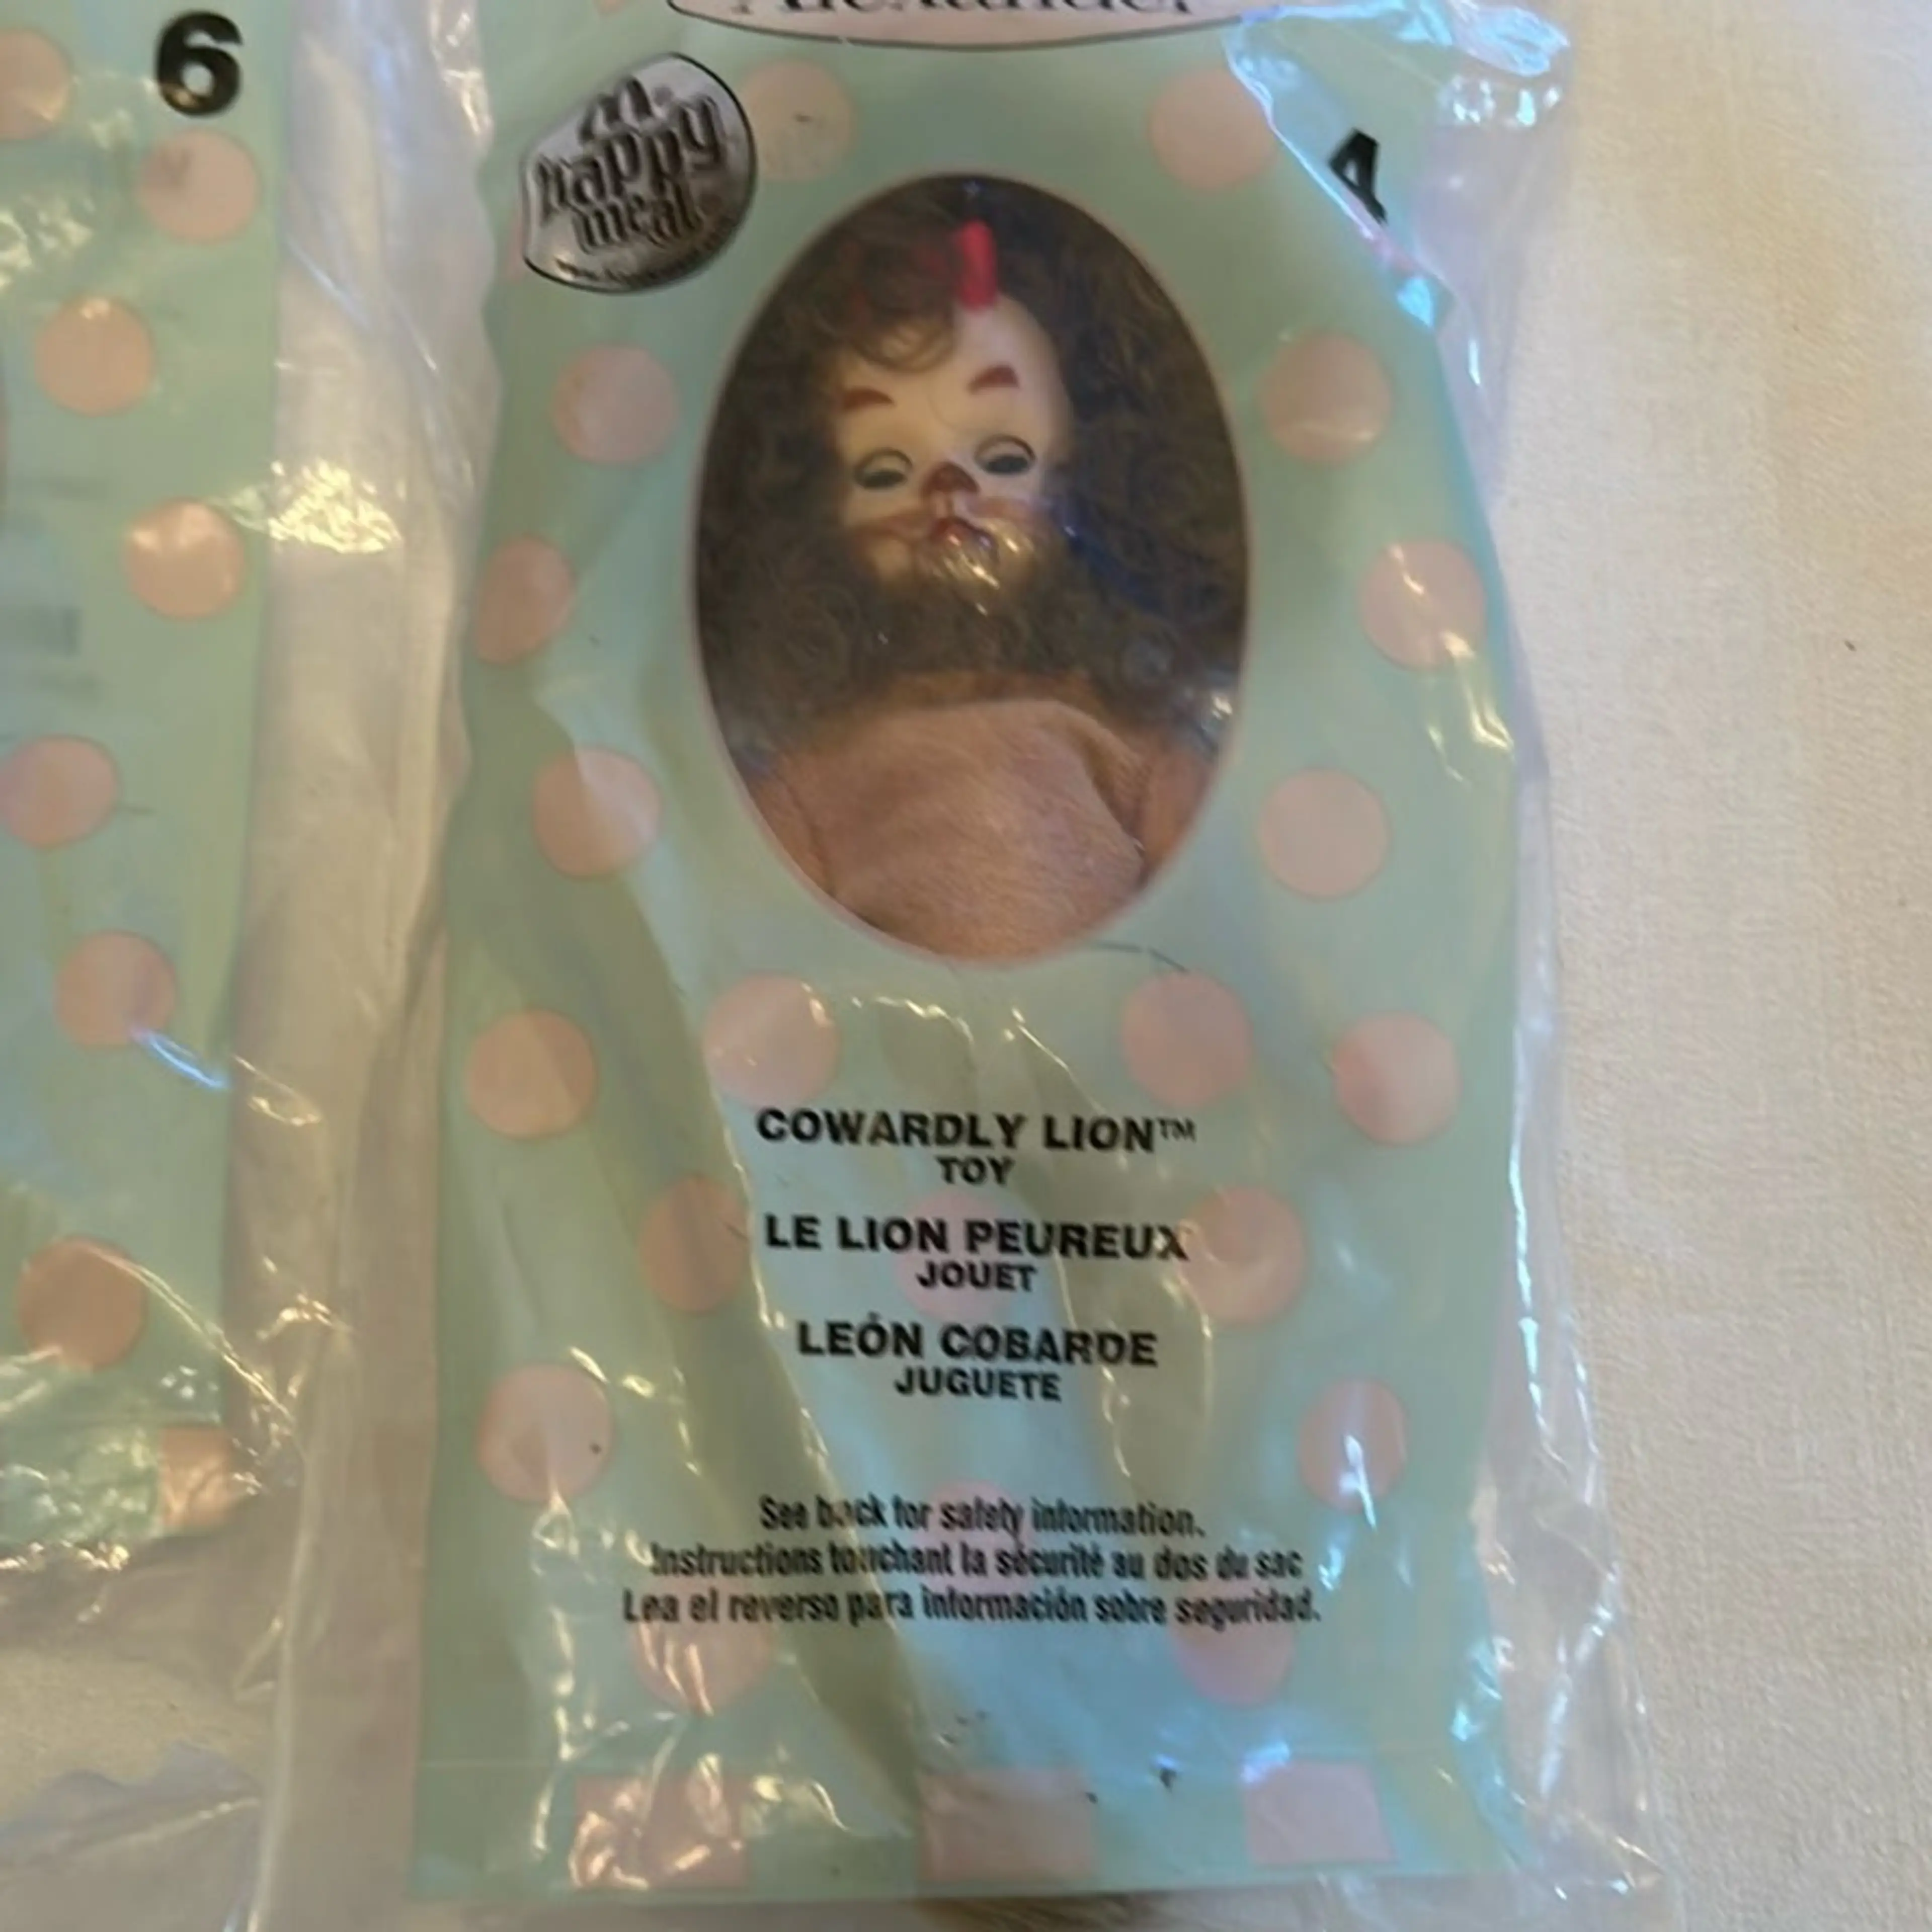 6
Alexander
m
happy
meal
4
COWARDLY LION™
TOY
LE LION PEUREUX
JOUET
LEÓN COBARDE
JUGUETE
See back for safety information.
Instructions touchant la sécurité au dos du sac
Lea el reverso para información sobre seguridad.